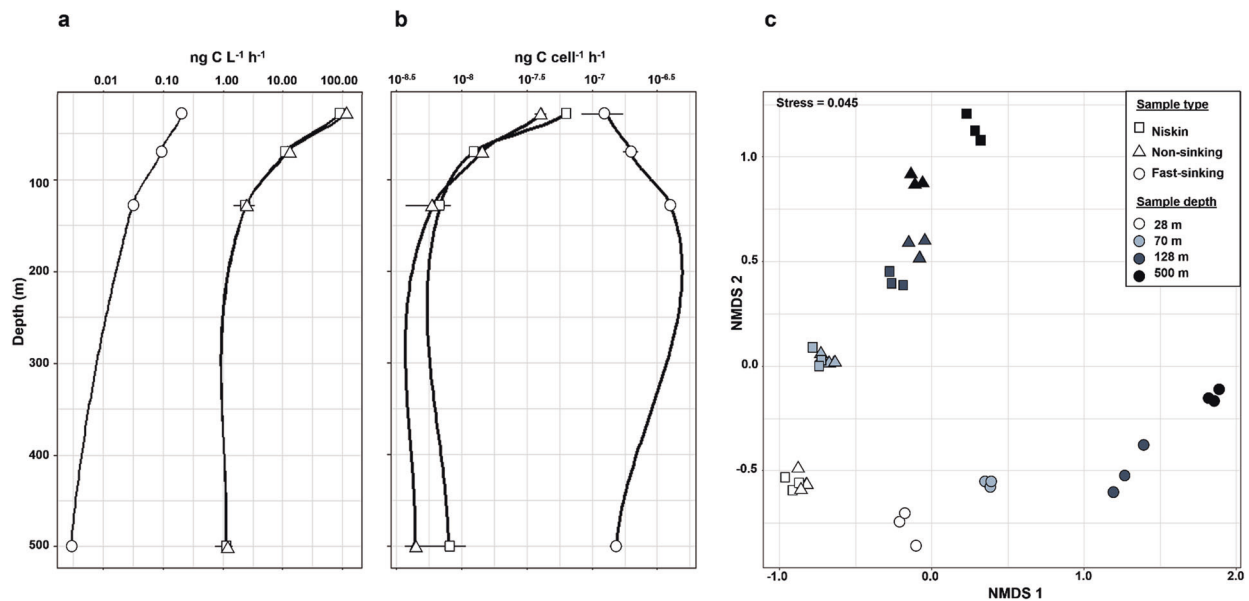 a
ng C L⁻¹ h⁻¹
0.01 0.10 1.00 10.00 100.00
Depth (m)
100
200
300
400
500
b
ng C cell⁻¹ h⁻¹
10⁻⁸·⁵ 10⁻⁸ 10⁻⁷·⁵ 10⁻⁷ 10⁻⁶·⁵
c
Stress = 0.045
NMDS 2
1.0
0.5
0.0
-0.5
-1.0 0.0 1.0 2.0
NMDS 1
Sample type
Niskin
Non-sinking
Fast-sinking
Sample depth
28 m
70 m
128 m
500 m